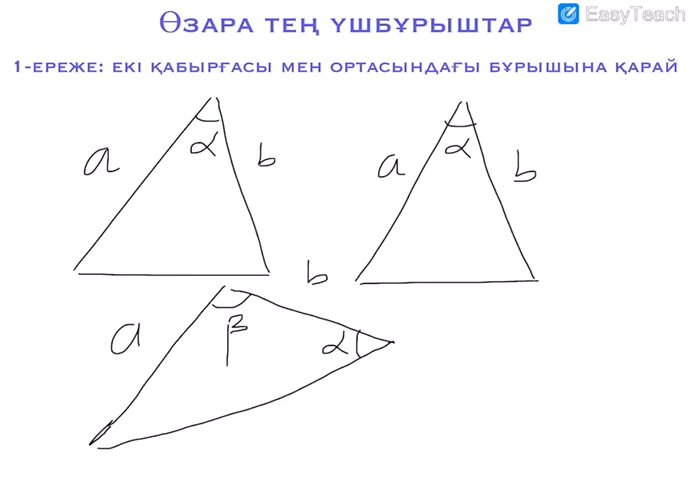 Өзара тең үшбұрыштар
EasyTeach
1-ереже: екі қабырғасы мен ортасындағы бұрышына қарай
a α b
a α b
b
a β α